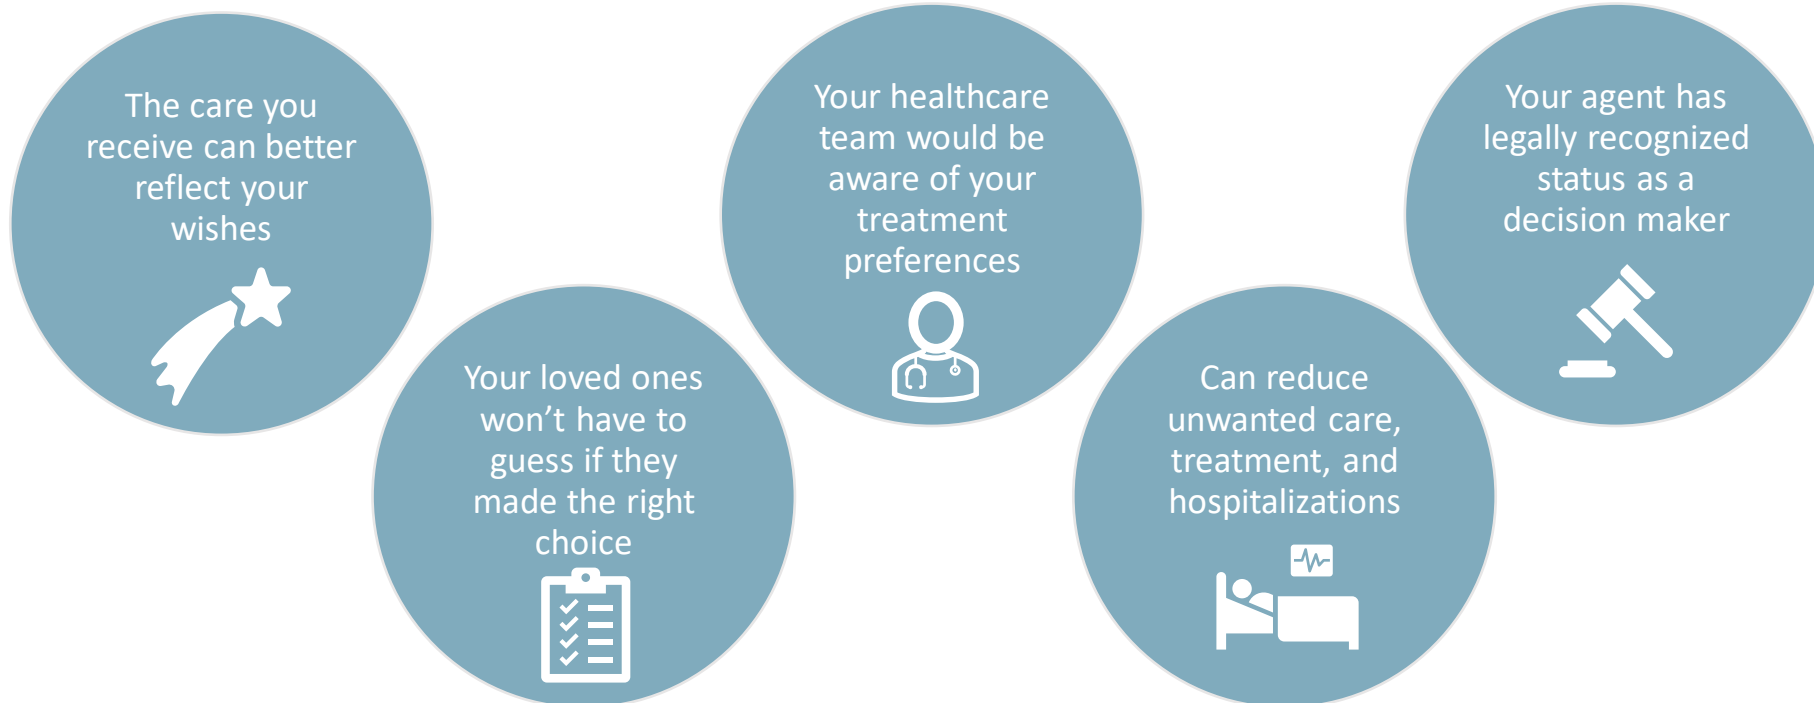 The care you
receive can better
reflect your
wishes
Your loved ones
won’t have to
guess if they
made the right
choice
Your healthcare
team would be
aware of your
treatment
preferences
Can reduce
unwanted care,
treatment, and
hospitalizations
Your agent has
legally recognized
status as a
decision maker